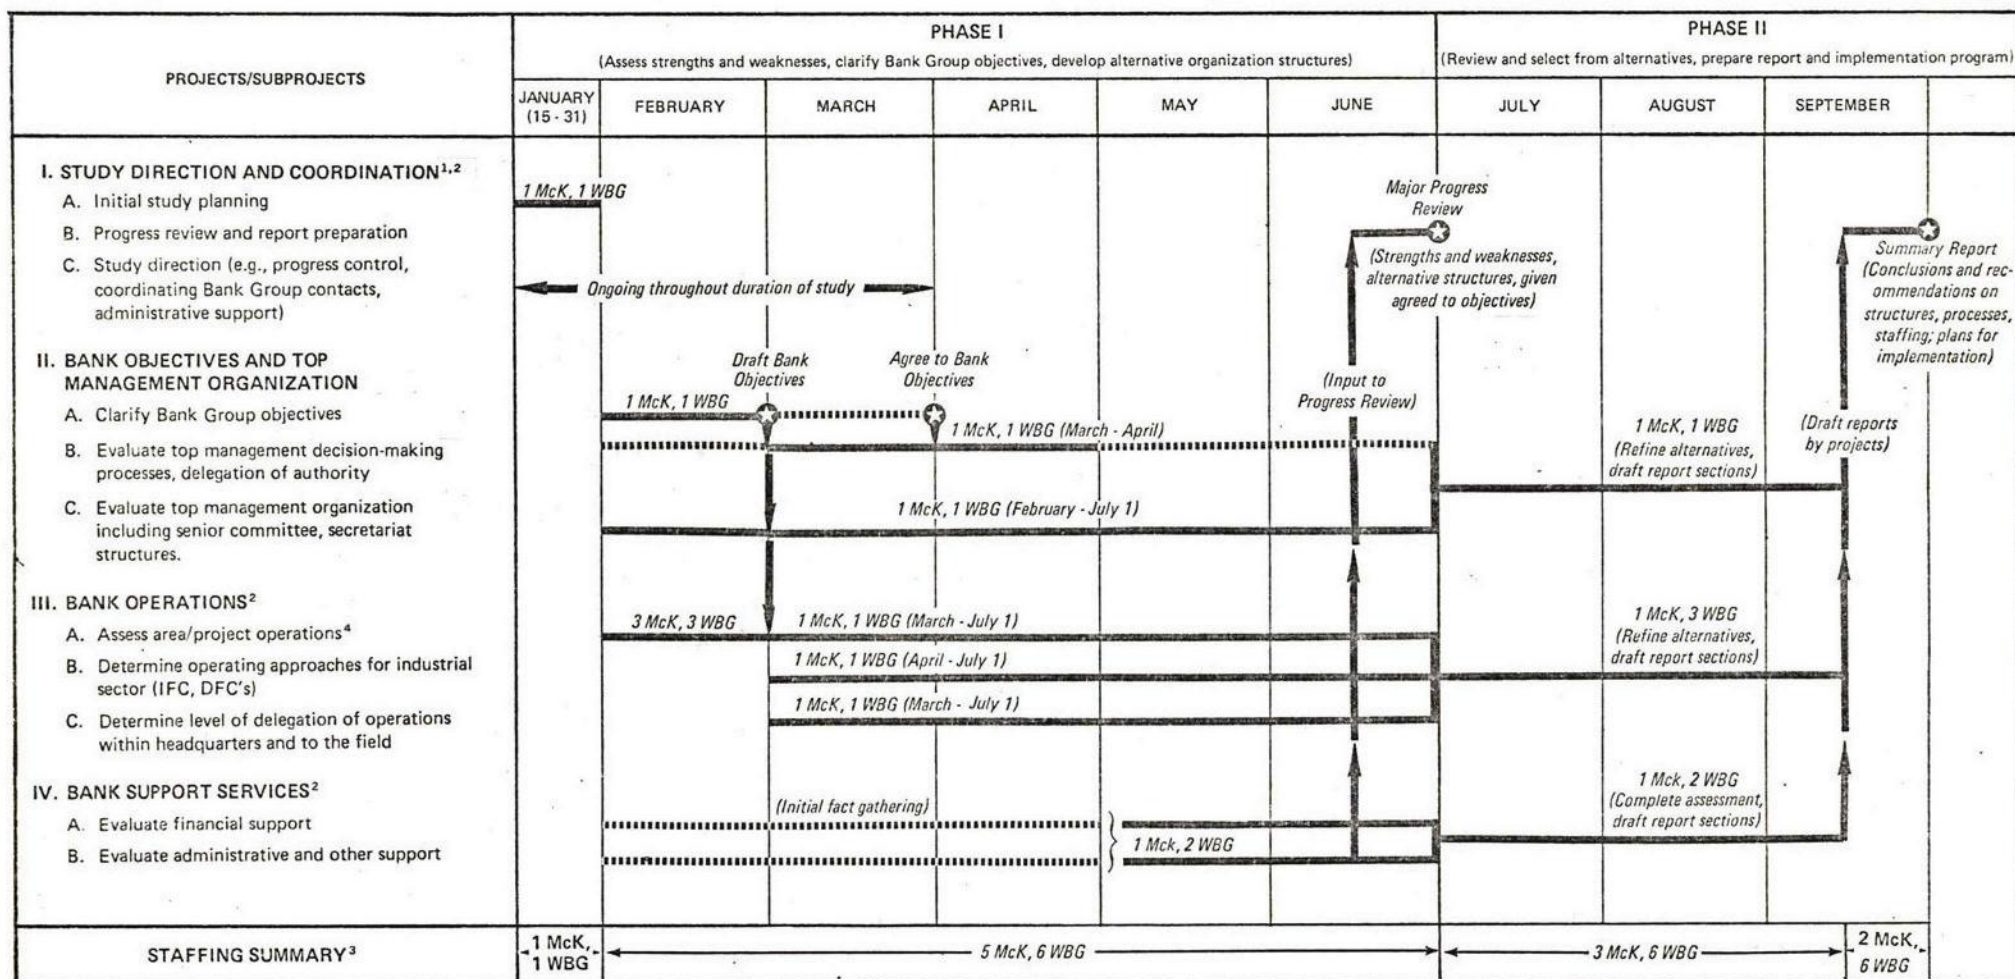 PROJECTS/SUBPROJECTS
PHASE I
(Assess strengths and weaknesses, clarify Bank Group objectives, develop alternative organization structures)
PHASE II
(Review and select from alternatives, prepare report and implementation program)
JANUARY
(15 - 31)
FEBRUARY
MARCH
APRIL
MAY
JUNE
JULY
AUGUST
SEPTEMBER
I. STUDY DIRECTION AND COORDINATION1,2
A. Initial study planning
B. Progress review and report preparation
C. Study direction (e.g., progress control,
coordinating Bank Group contacts,
administrative support)
1 McK, 1 WBG
Ongoing throughout duration of study
Major Progress
Review
(Strengths and weaknesses,
alternative structures, given
agreed to objectives)
Summary Report
(Conclusions and rec-
ommendations on
structures, processes,
staffing; plans for
implementation)
II. BANK OBJECTIVES AND TOP
MANAGEMENT ORGANIZATION
A. Clarify Bank Group objectives
B. Evaluate top management decision-making
processes, delegation of authority
C. Evaluate top management organization
including senior committee, secretariat
structures.
Draft Bank
Objectives
Agree to Bank
Objectives
1 McK, 1 WBG
1 McK, 1 WBG (March - April)
1 McK, 1 WBG (February - July 1)
(Input to
Progress Review)
1 McK, 1 WBG
(Refine alternatives,
draft report sections)
(Draft reports
by projects)
III. BANK OPERATIONS2
A. Assess area/project operations4
B. Determine operating approaches for industrial
sector (IFC, DFC's)
C. Determine level of delegation of operations
within headquarters and to the field
3 McK, 3 WBG
1 McK, 1 WBG (March - July 1)
1 McK, 1 WBG (April - July 1)
1 McK, 1 WBG (March - July 1)
1 McK, 3 WBG
(Refine alternatives,
draft report sections)
IV. BANK SUPPORT SERVICES2
A. Evaluate financial support
B. Evaluate administrative and other support
(Initial fact gathering)
1 Mck, 2 WBG
1 Mck, 2 WBG
(Complete assessment,
draft report sections)
STAFFING SUMMARY3
1 McK,
1 WBG
5 McK, 6 WBG
3 McK, 6 WBG
2 McK,
6 WBG